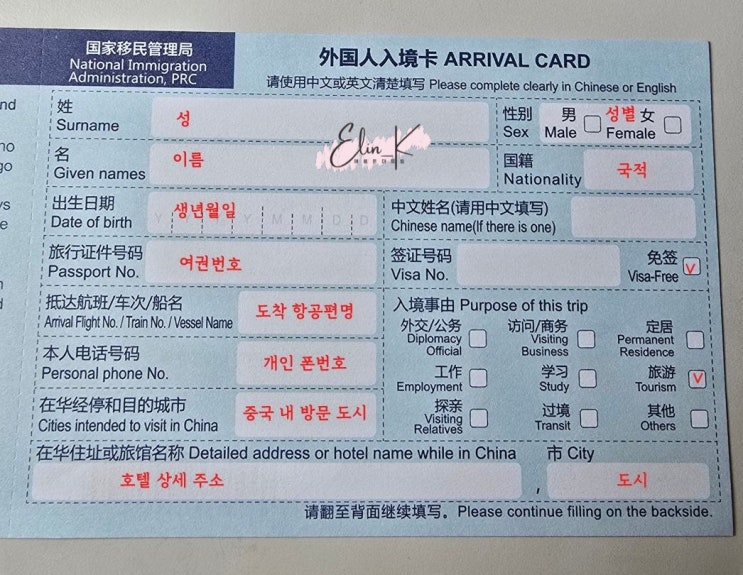 国家移民管理局
National Immigration
Administration, PRC
外国人入境卡 ARRIVAL CARD
请使用中文或英文清楚填写 Please complete clearly in Chinese or English
姓
Surname
성
性别
Sex
男
Male
성별
女
Female
名
Given names
이름
Elin_K
国籍
Nationality
국적
出生日期
Date of birth
생년월일
Y Y M M D D
中文姓名(请用中文填写)
Chinese name(If there is one)
旅行证件号码
Passport No.
여권번호
签证号码
Visa No.
免签
Visa-Free
V
抵达航班/车次/船名
Arrival Flight No. / Train No. / Vessel Name
도착 항공편명
入境事由 Purpose of this trip
外交/公务
Diplomacy
Official
访问/商务
Visiting
Business
定居
Permanent
Residence
本人电话号码
Personal phone No.
개인 폰번호
工作
Employment
学习
Study
旅游
Tourism
V
在华经停和目的城市
Cities intended to visit in China
중국 내 방문 도시
探亲
Visiting
Relatives
过境
Transit
其他
Others
在华住址或旅馆名称 Detailed address or hotel name while in China
호텔 상세 주소
,
市 City
도시
请翻至背面继续填写。Please continue filling on the backside.